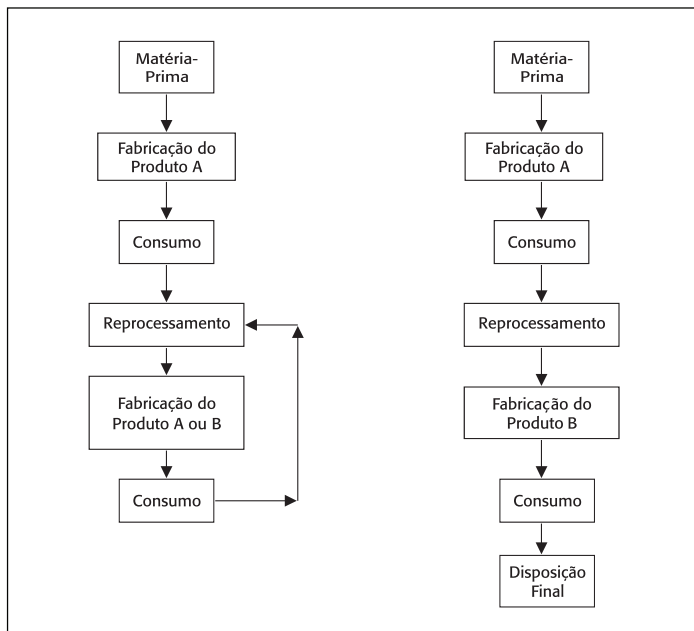 Matéria-
Prima
Fabricação do
Produto A
Consumo
Reprocessamento
Fabricação do
Produto A ou B
Consumo
Matéria-
Prima
Fabricação do
Produto A
Consumo
Reprocessamento
Fabricação do
Produto B
Consumo
Disposição
Final